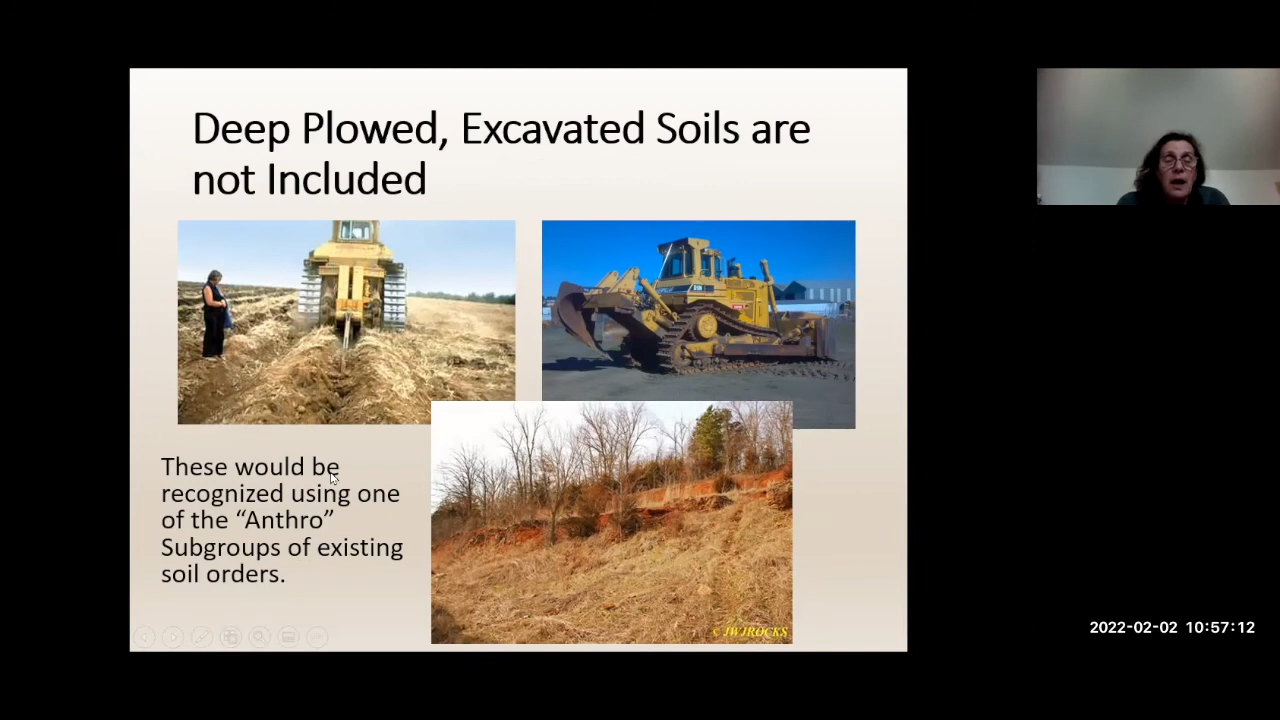 Deep Plowed, Excavated Soils are
not Included
These would be
recognized using one
of the “Anthro”
Subgroups of existing
soil orders.
© JWJROCKS
2022-02-02 10:57:12